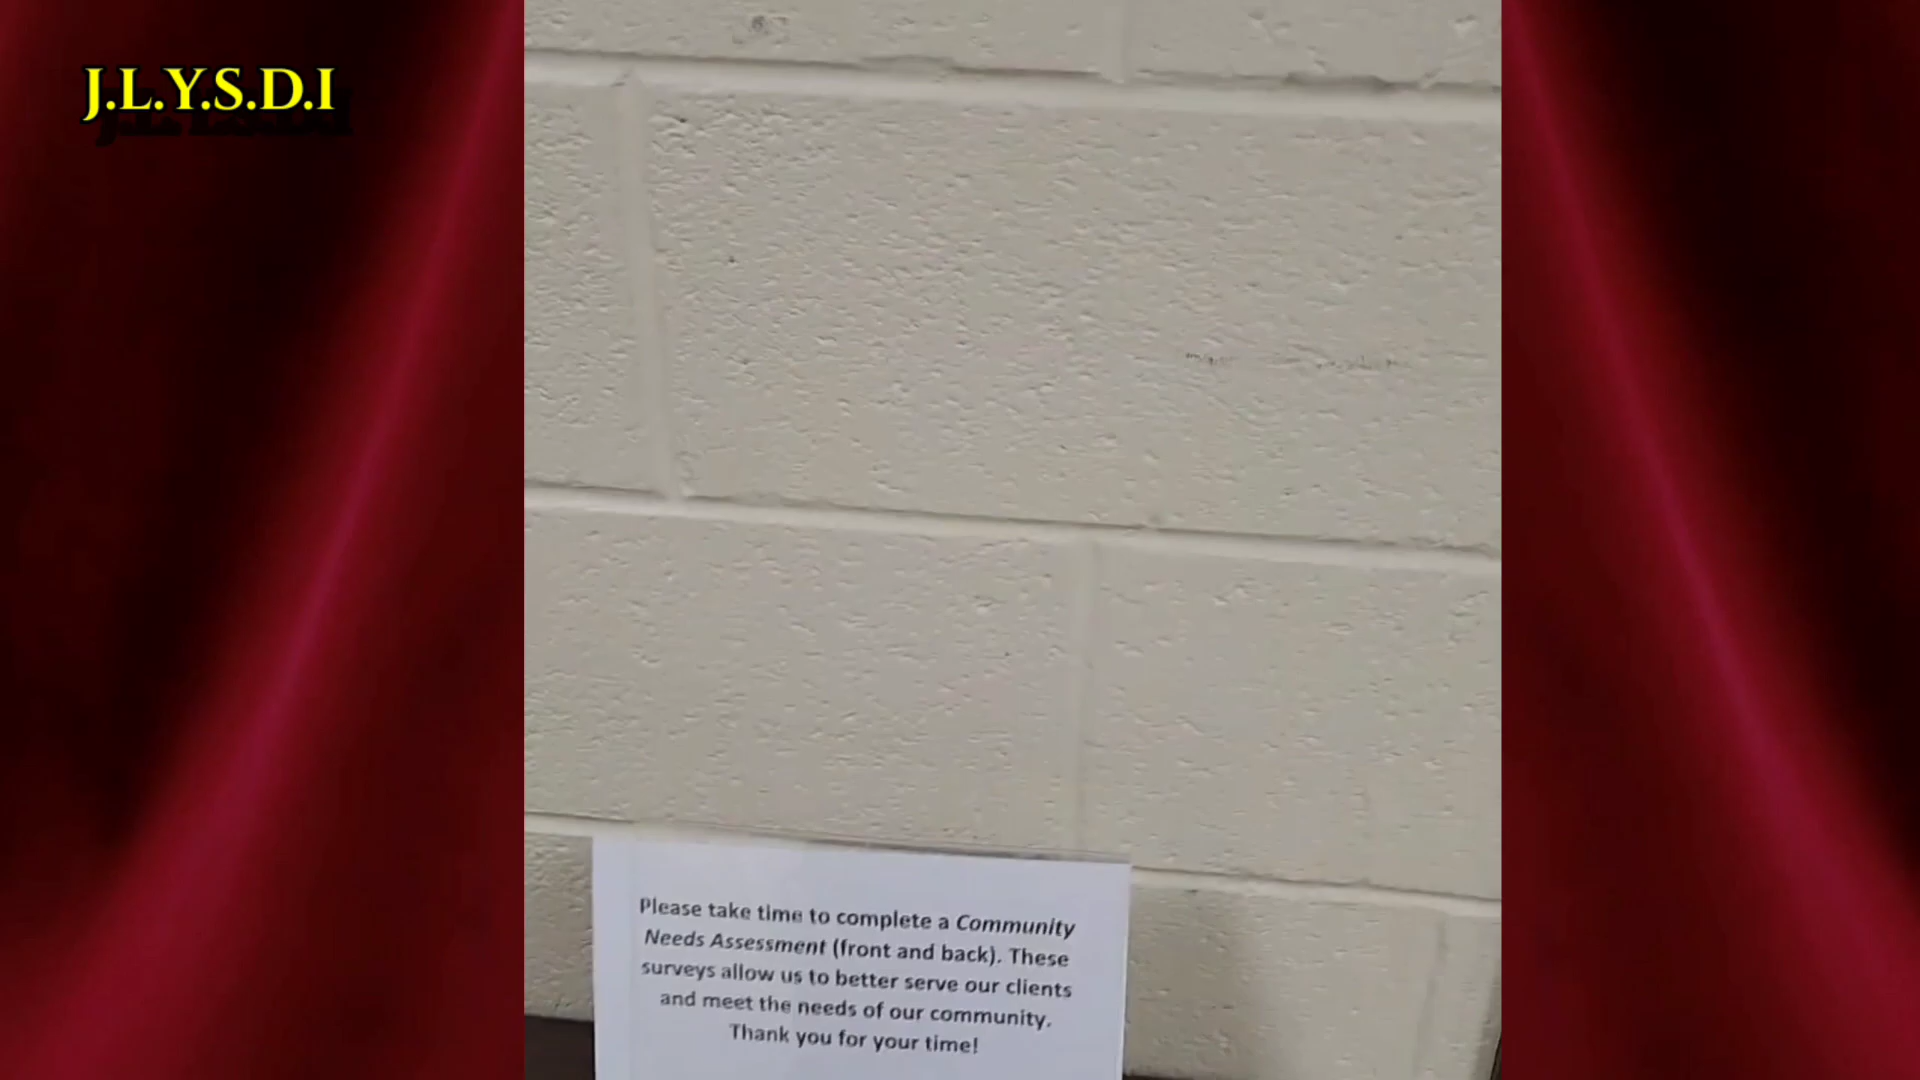 J.L.Y.S.D.I
Please take time to complete a Community
Needs Assessment (front and back). These
surveys allow us to better serve our clients
and meet the needs of our community.
Thank you for your time!